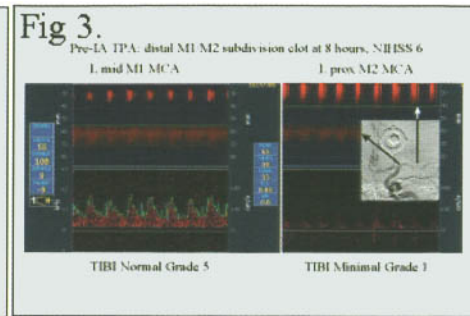 Fig 3.
Pre-IA TPA: distal M1 M2 subdivision clot at 8 hours, NIHSS 6
L mid M1 MCA
L prox M2 MCA
TIBI Normal Grade 5
TIBI Minimal Grade 1